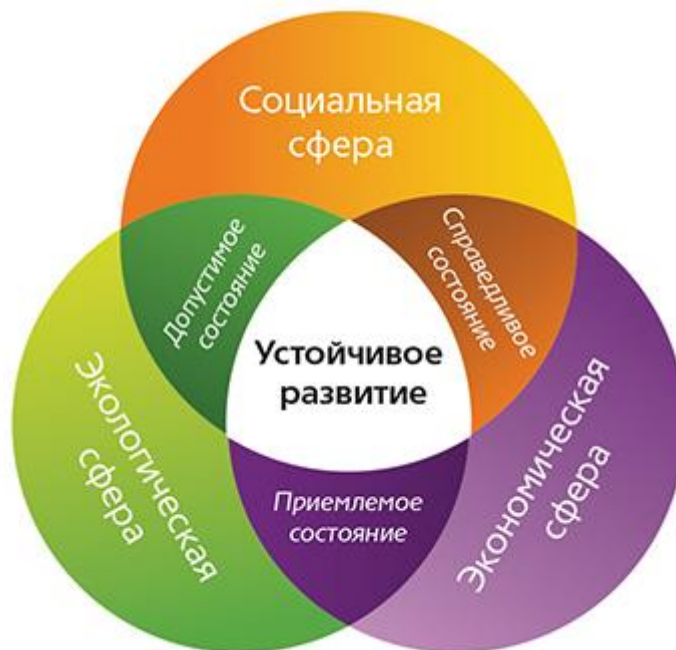 Социальная
сфера
Допустимое
состояние
Справедливое
состояние
Устойчивое
развитие
Экологическая
сфера
Приемлемое
состояние
Экономическая
сфера